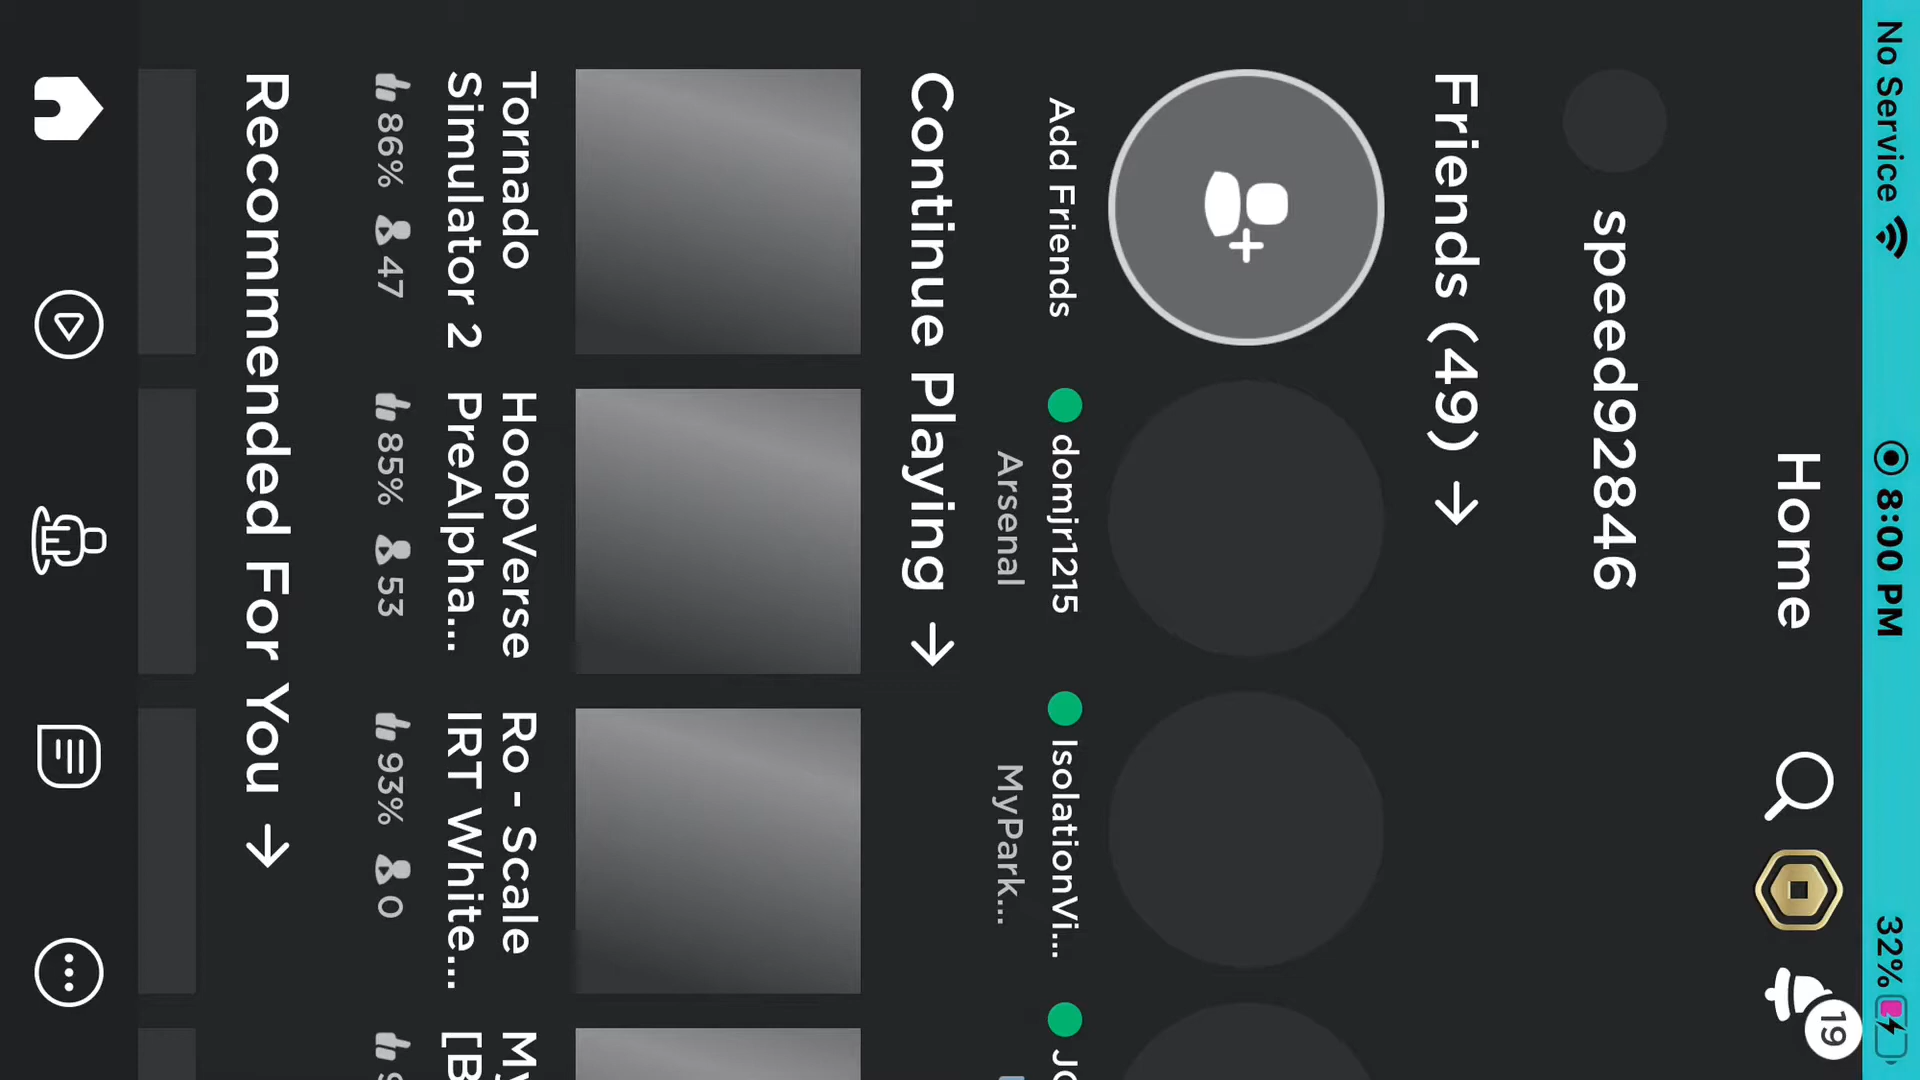 No Service 8:00 PM 32%
Home
19
speed92846
Friends (49) →
Add Friends domjr1215 IsolationVi...
Arsenal MyPark...
Continue Playing →
Tornado HoopVerse Ro - Scale
Simulator 2 PreAlpha... IRT White...
86% 47 85% 53 93% 0
Recommended For You →